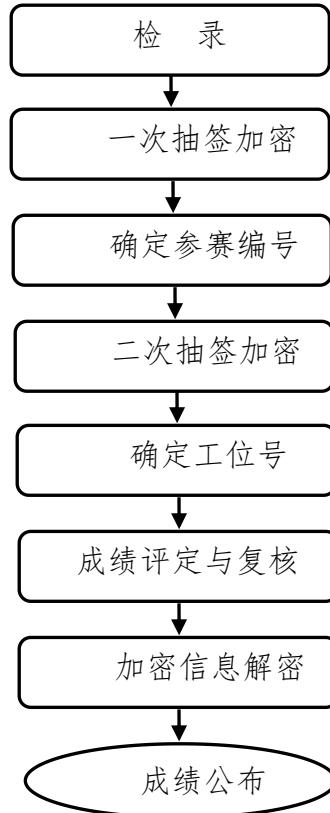 检 录
一次抽签加密
确定参赛编号
二次抽签加密
确定工位号
成绩评定与复核
加密信息解密
成绩公布